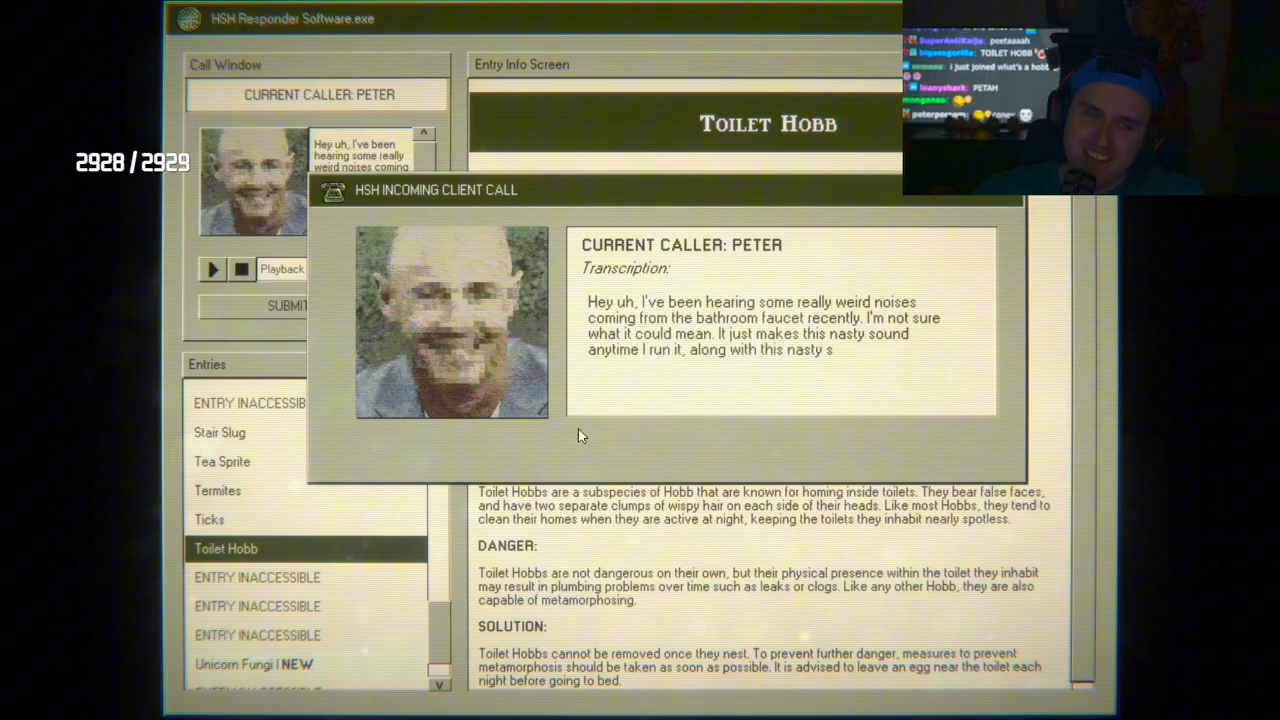 HSH Responder Software.exe
Call Window
CURRENT CALLER: PETER
Hey uh, I've been
hearing some really
weird noises coming
Playback
SUBMIT
2928 / 2929
Entries
ENTRY INACCESSIB
Stair Slug
Tea Sprite
Termites
Ticks
Toilet Hobb
ENTRY INACCESSIBLE
ENTRY INACCESSIBLE
ENTRY INACCESSIBLE
Unicorn Fungi | NEW
Entry Info Screen
TOILET HOBB
HSH INCOMING CLIENT CALL
CURRENT CALLER: PETER
Transcription:
Hey uh, I've been hearing some really weird noises
coming from the bathroom faucet recently. I'm not sure
what it could mean. It just makes this nasty sound
anytime I run it, along with this nasty s
Toilet Hobbs are a subspecies of Hobb that are known for homing inside toilets. They bear false faces,
and have two separate clumps of wispy hair on each side of their heads. Like most Hobbs, they tend to
clean their homes when they are active at night, keeping the toilets they inhabit nearly spotless.
DANGER:
Toilet Hobbs are not dangerous on their own, but their physical presence within the toilet they inhabit
may result in plumbing problems over time such as leaks or clogs. Like any other Hobb, they are also
capable of metamorphosing.
SOLUTION:
Toilet Hobbs cannot be removed once they nest. To prevent further danger, measures to prevent
metamorphosis should be taken as soon as possible. It is advised to leave an egg near the toilet each
night before going to bed.
SuperAntiKaiju: peetaaaah
bigassgorilla: TOILET HOBB
i just joined what's a hobb
PETAH